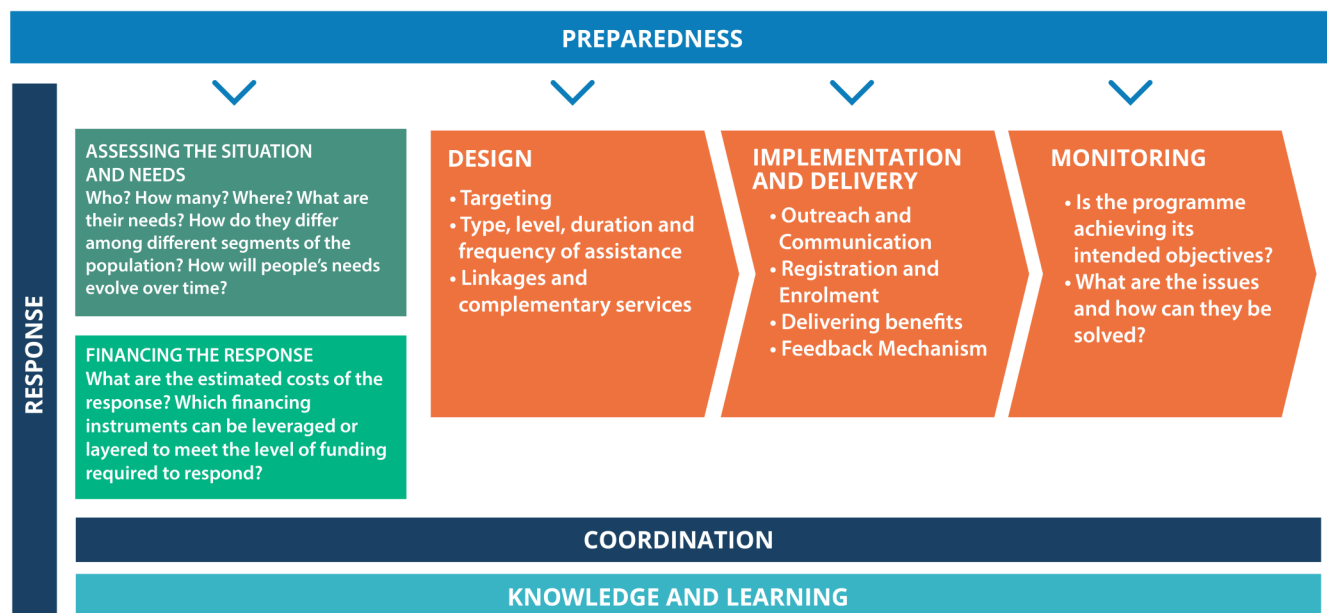 PREPAREDNESS
RESPONSE
ASSESSING THE SITUATION
AND NEEDS
Who? How many? Where? What are
their needs? How do they differ
among different segments of the
population? How will people's needs
evolve over time?
FINANCING THE RESPONSE
What are the estimated costs of the
response? Which financing
instruments can be leveraged or
layered to meet the level of funding
required to respond?
DESIGN
• Targeting
• Type, level, duration and
frequency of assistance
• Linkages and
complementary services
IMPLEMENTATION
AND DELIVERY
• Outreach and
Communication
• Registration and
Enrolment
• Delivering benefits
• Feedback Mechanism
MONITORING
• Is the programme
achieving its
intended objectives?
• What are the issues
and how can they be
solved?
COORDINATION
KNOWLEDGE AND LEARNING